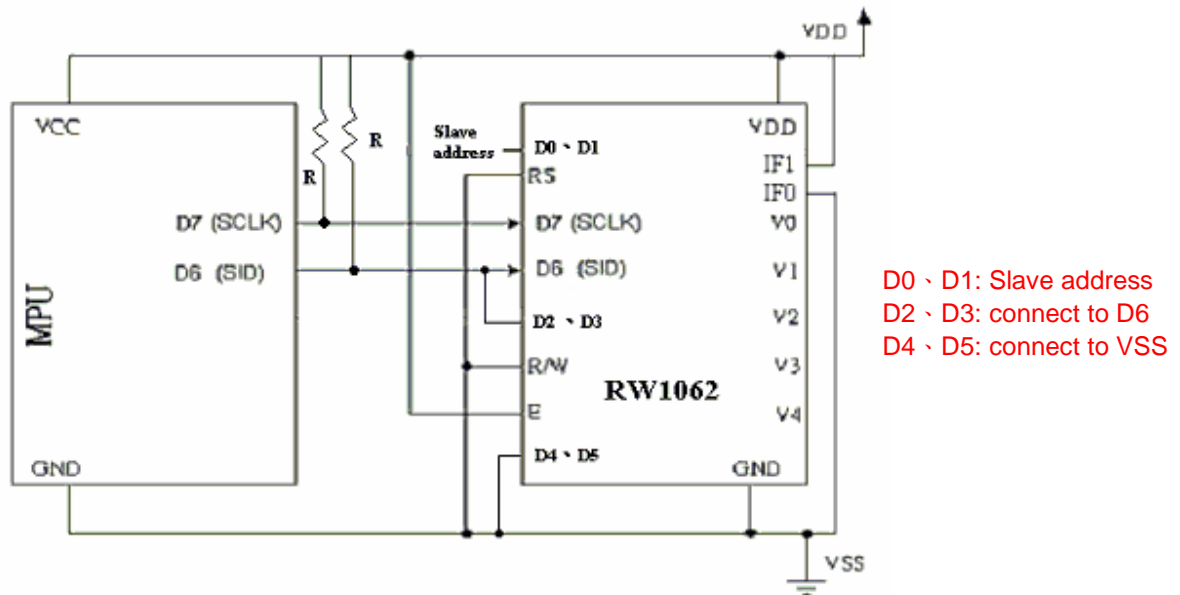 VDD
VCC
MPU
R
R
D7 (SCLK)
D6 (SID)
GND
Slave
address
D0、D1
RS
D7 (SCLK)
D6 (SID)
D2、D3
R/W
E
D4、D5
RW1062
VDD
IF1
IF0
V0
V1
V2
V3
V4
GND
VSS
D0、D1: Slave address
D2、D3: connect to D6
D4、D5: connect to VSS